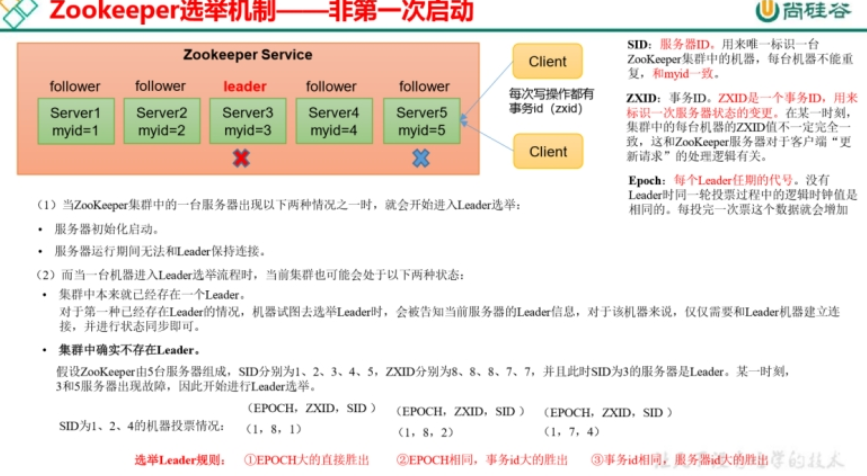 Zookeeper选举机制——非第一次启动
尚硅谷
Zookeeper Service
follower
follower
leader
follower
follower
Server1
myid=1
Server2
myid=2
Server3
myid=3
Server4
myid=4
Server5
myid=5
Client
每次写操作都有
事务id（zxid）
Client
SID：服务器ID。用来唯一标识一台
ZooKeeper集群中的机器，每台机器不能重
复，和myid一致。
ZXID：事务ID。ZXID是一个事务ID，用来
标识一次服务器状态的变更。在某一时刻，
集群中的每台机器的ZXID值不一定完全一
致，这和ZooKeeper服务器对于客户端“更
新请求”的处理逻辑有关。
Epoch：每个Leader任期的代号。没有
Leader时同一轮投票过程中的逻辑时钟值是
相同的。每投完一次票这个数据就会增加
（1）当ZooKeeper集群中的一台服务器出现以下两种情况之一时，就会开始进入Leader选举：
• 服务器初始化启动。
• 服务器运行期间无法和Leader保持连接。
（2）而当一台机器进入Leader选举流程时，当前集群也可能会处于以下两种状态：
• 集群中本来就已经存在一个Leader。
对于第一种已经存在Leader的情况，机器试图去选举Leader时，会被告知当前服务器的Leader信息，对于该机器来说，仅仅需要和Leader机器建立连
接，并进行状态同步即可。
• 集群中确实不存在Leader。
假设ZooKeeper由5台服务器组成，SID分别为1、2、3、4、5，ZXID分别为8、8、8、7、7，并且此时SID为3的服务器是Leader。某一时刻，
3和5服务器出现故障，因此开始进行Leader选举。
（EPOCH，ZXID，SID ） （EPOCH，ZXID，SID ） （EPOCH，ZXID，SID ）
SID为1、2、4的机器投票情况： （1，8，1） （1，8，2） （1，7，4）
选举Leader规则： ①EPOCH大的直接胜出 ②EPOCH相同，事务id大的胜出 ③事务id相同，服务器id大的胜出